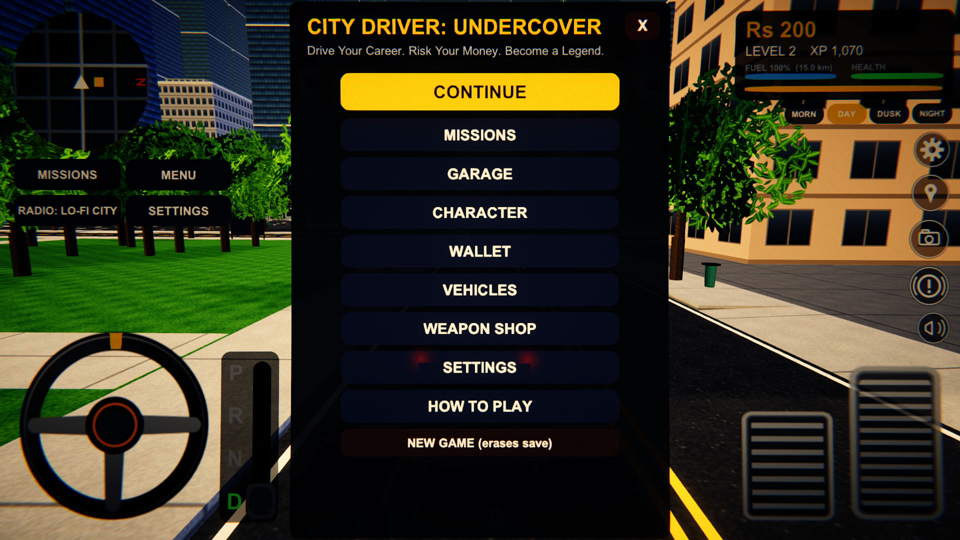 CITY DRIVER: UNDERCOVER
X
Drive Your Career. Risk Your Money. Become a Legend.
CONTINUE
MISSIONS
GARAGE
CHARACTER
WALLET
VEHICLES
WEAPON SHOP
SETTINGS
HOW TO PLAY
NEW GAME (erases save)
N
MISSIONS
MENU
RADIO: LO-FI CITY
SETTINGS
P
R
N
D
Rs 200
LEVEL 2 XP 1,070
FUEL 100% (15.0 km) HEALTH
MORN
DAY
DUSK
NIGHT